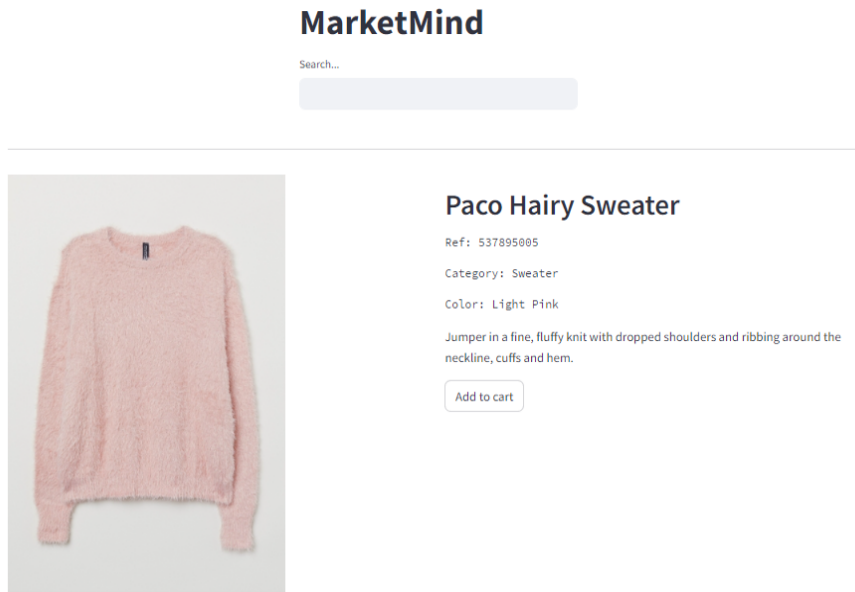 MarketMind
Search...
Paco Hairy Sweater
Ref: 537895005
Category: Sweater
Color: Light Pink
Jumper in a fine, fluffy knit with dropped shoulders and ribbing around the
neckline, cuffs and hem.
Add to cart